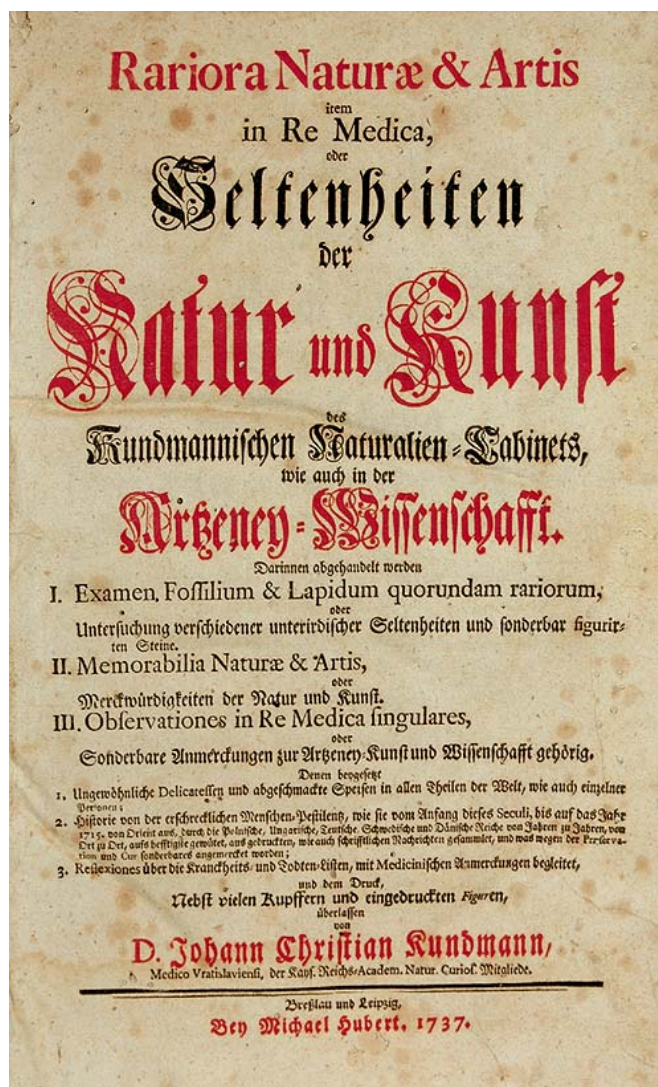 Rariora Naturæ & Artis
item
in Re Medica,
oder
Seltenheiten
der
Natur und Kunst
des
Kundmannischen Naturalien-Cabinets,
wie auch in der
Artzeney-Wissenschafft.
Darinnen abgehandelt werden
I. Examen, Fossilium & Lapidum quorundam rariorum,
oder
Untersuchung verschiedener unterirdischer Seltenheiten und sonderbar figurir-
ten Steine.
II. Memorabilia Naturæ & Artis,
oder
Merckwürdigkeiten der Natur und Kunst.
III. Observationes in Re Medica singulares,
oder
Sonderbare Anmerckungen zur Artzeney-Kunst und Wissenschafft gehörig.
Denen beygesetzt
1. Ungewöhnliche Delicatessen und abgeschmackte Speisen in allen Theilen der Welt, wie auch einzelner
Personen;
2. Historie von der erschrecklichen Menschen-Pestilentz, wie sie vom Anfang dieses Seculi, bis auf das Jahr
1715. von Orient aus, durch die Polnische, Ungarische, Teutsche, Schwedische und Dänische Reiche von Jahren zu Jahren, von
Ort zu Ort, aufs hefftigste gewütet, aus gedruckten, wie auch schrifftlichen Nachrichten gesammlet, und was wegen der Præserva-
tion und Cur sonderbares angemercket worden;
3. Reflexiones über die Kranckheits- und Todten-Listen, mit Medicinischen Anmerckungen begleitet,
und dem Druck,
Nebst vielen Kupffern und eingedruckten Figuren,
überlassen
von
D. Johann Christian Kundmann,
Medico Vratislaviensi, der Kays. Reichs-Academ. Natur. Curios. Mitgliede.
Breßlau und Leipzig,
Bey Michael Hubert. 1737.